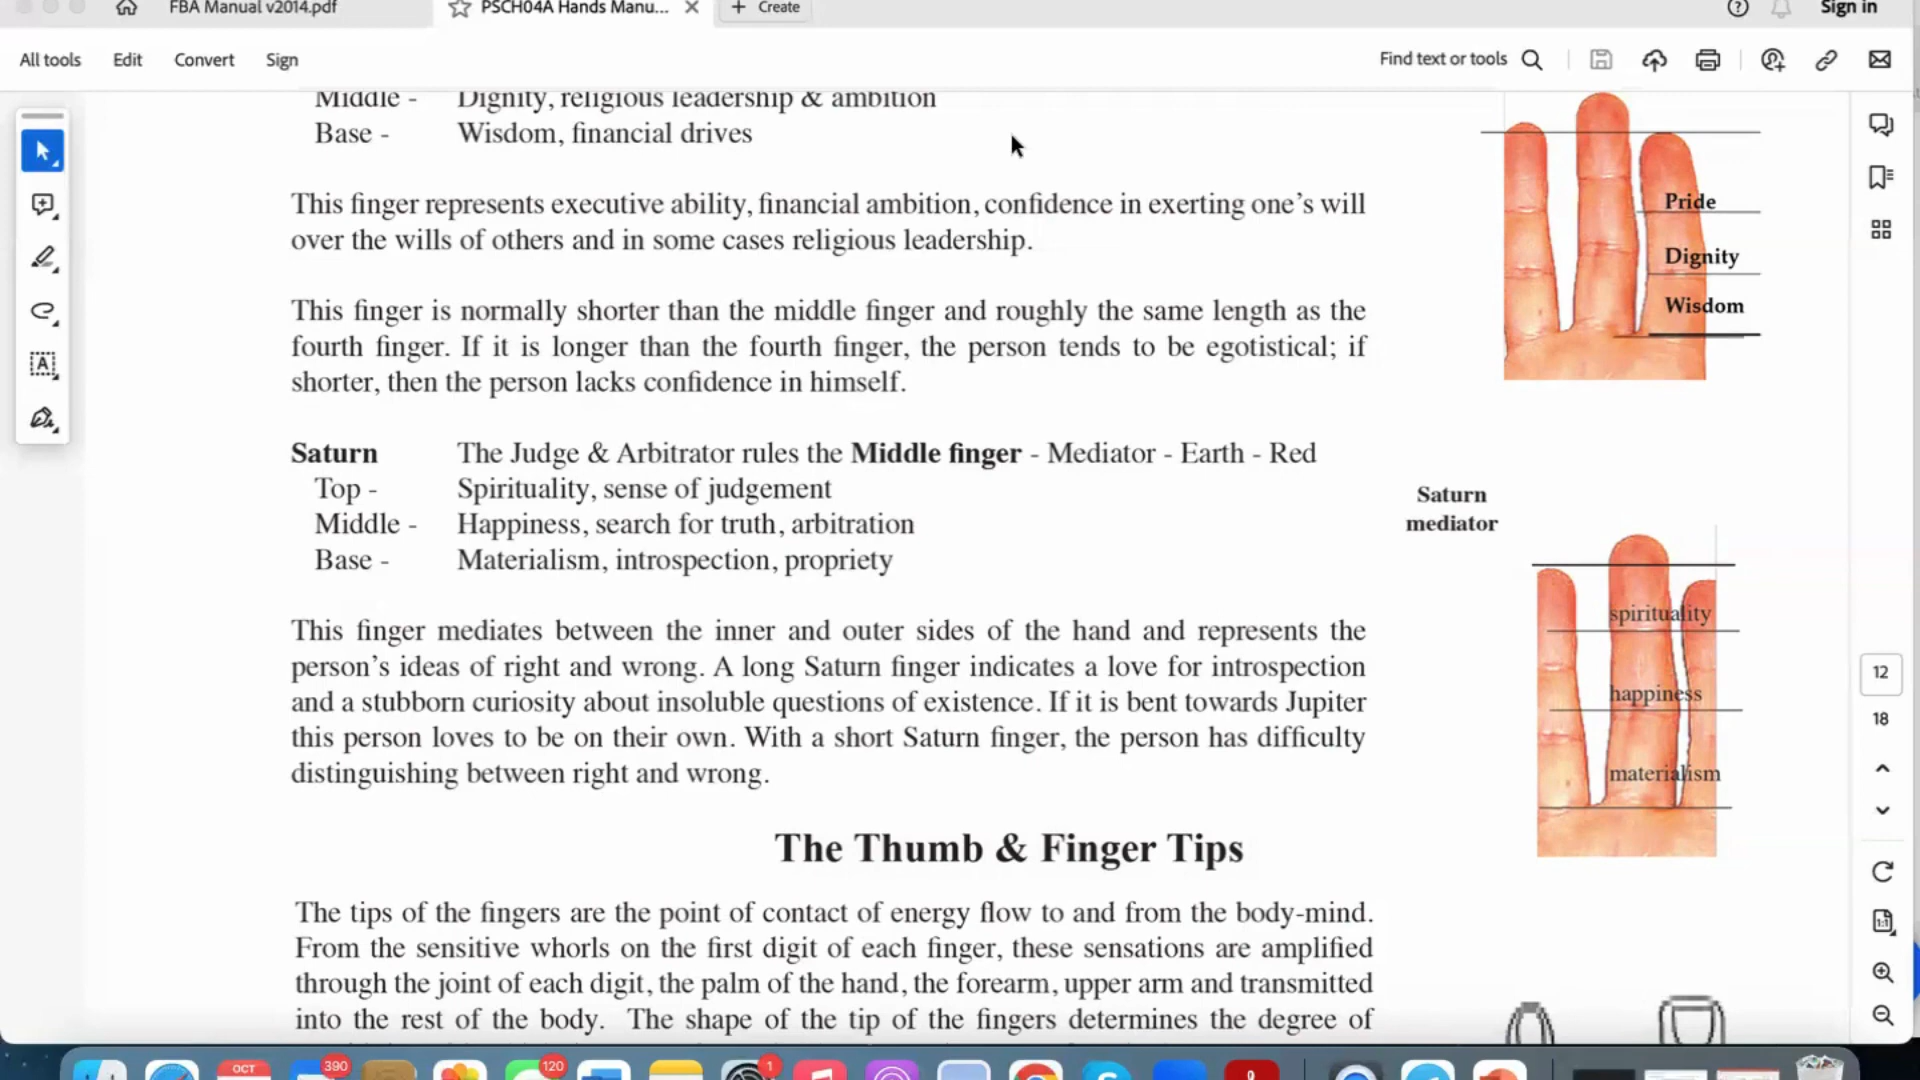 FBA Manual v2014.pdf
PSCH04A Hands Manu...
Create
Sign in
All tools
Edit
Convert
Sign
Find text or tools
Middle - Dignity, religious leadership & ambition
Base - Wisdom, financial drives
This finger represents executive ability, financial ambition, confidence in exerting one’s will
over the wills of others and in some cases religious leadership.
This finger is normally shorter than the middle finger and roughly the same length as the
fourth finger. If it is longer than the fourth finger, the person tends to be egotistical; if
shorter, then the person lacks confidence in himself.
Pride
Dignity
Wisdom
Saturn The Judge & Arbitrator rules the Middle finger - Mediator - Earth - Red
Top - Spirituality, sense of judgement
Middle - Happiness, search for truth, arbitration
Base - Materialism, introspection, propriety
Saturn
mediator
spirituality
happiness
materialism
This finger mediates between the inner and outer sides of the hand and represents the
person’s ideas of right and wrong. A long Saturn finger indicates a love for introspection
and a stubborn curiosity about insoluble questions of existence. If it is bent towards Jupiter
this person loves to be on their own. With a short Saturn finger, the person has difficulty
distinguishing between right and wrong.
The Thumb & Finger Tips
The tips of the fingers are the point of contact of energy flow to and from the body-mind.
From the sensitive whorls on the first digit of each finger, these sensations are amplified
through the joint of each digit, the palm of the hand, the forearm, upper arm and transmitted
into the rest of the body. The shape of the tip of the fingers determines the degree of
12
18
1:1
OCT
390
120
1